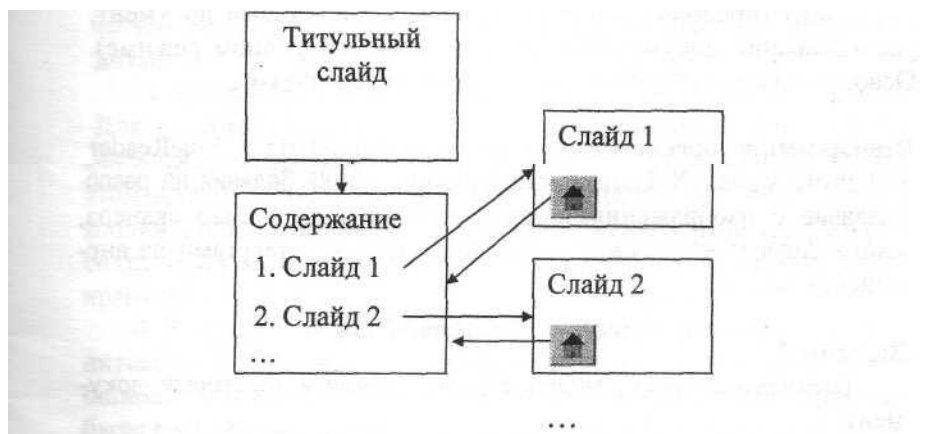 Титульный
слайд
Слайд 1
Содержание
1. Слайд 1
2. Слайд 2
...
Слайд 2
...